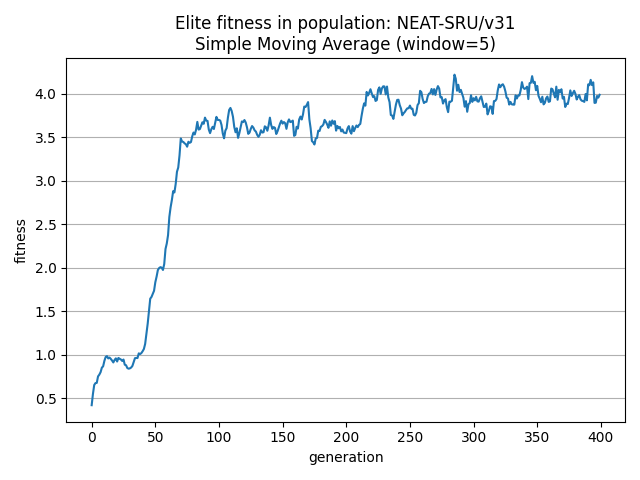 Elite fitness in population: NEAT-SRU/v31
Simple Moving Average (window=5)
fitness
4.0
3.5
3.0
2.5
2.0
1.5
1.0
0.5
0 50 100 150 200 250 300 350 400
generation